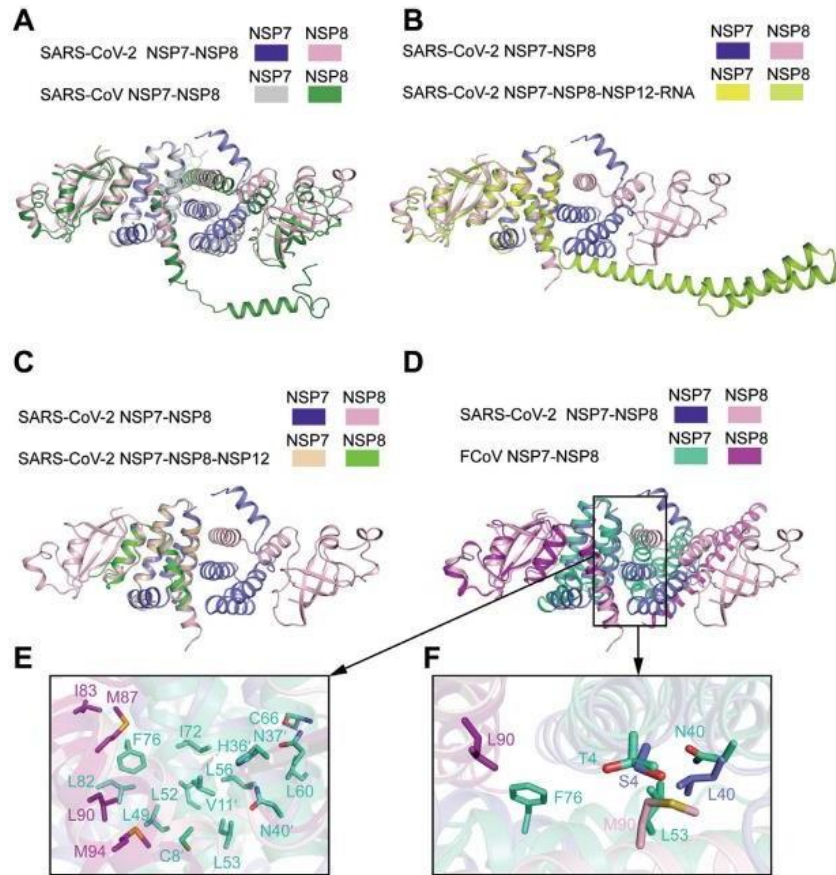 A
NSP7 NSP8
SARS-CoV-2 NSP7-NSP8
SARS-CoV NSP7-NSP8
B
NSP7 NSP8
SARS-CoV-2 NSP7-NSP8
NSP7 NSP8
SARS-CoV-2 NSP7-NSP8-NSP12-RNA
C
NSP7 NSP8
SARS-CoV-2 NSP7-NSP8
NSP7 NSP8
SARS-CoV-2 NSP7-NSP8-NSP12
D
NSP7 NSP8
SARS-CoV-2 NSP7-NSP8
NSP7 NSP8
FCoV NSP7-NSP8
E
I83
M87
C66
F76
I72
H36'
N37'
L82
L56
L60
L52
V11'
L90
L49
N40'
M94
C8'
L53
F
L90
N40
T4
S4
F76
L40
M90
L53